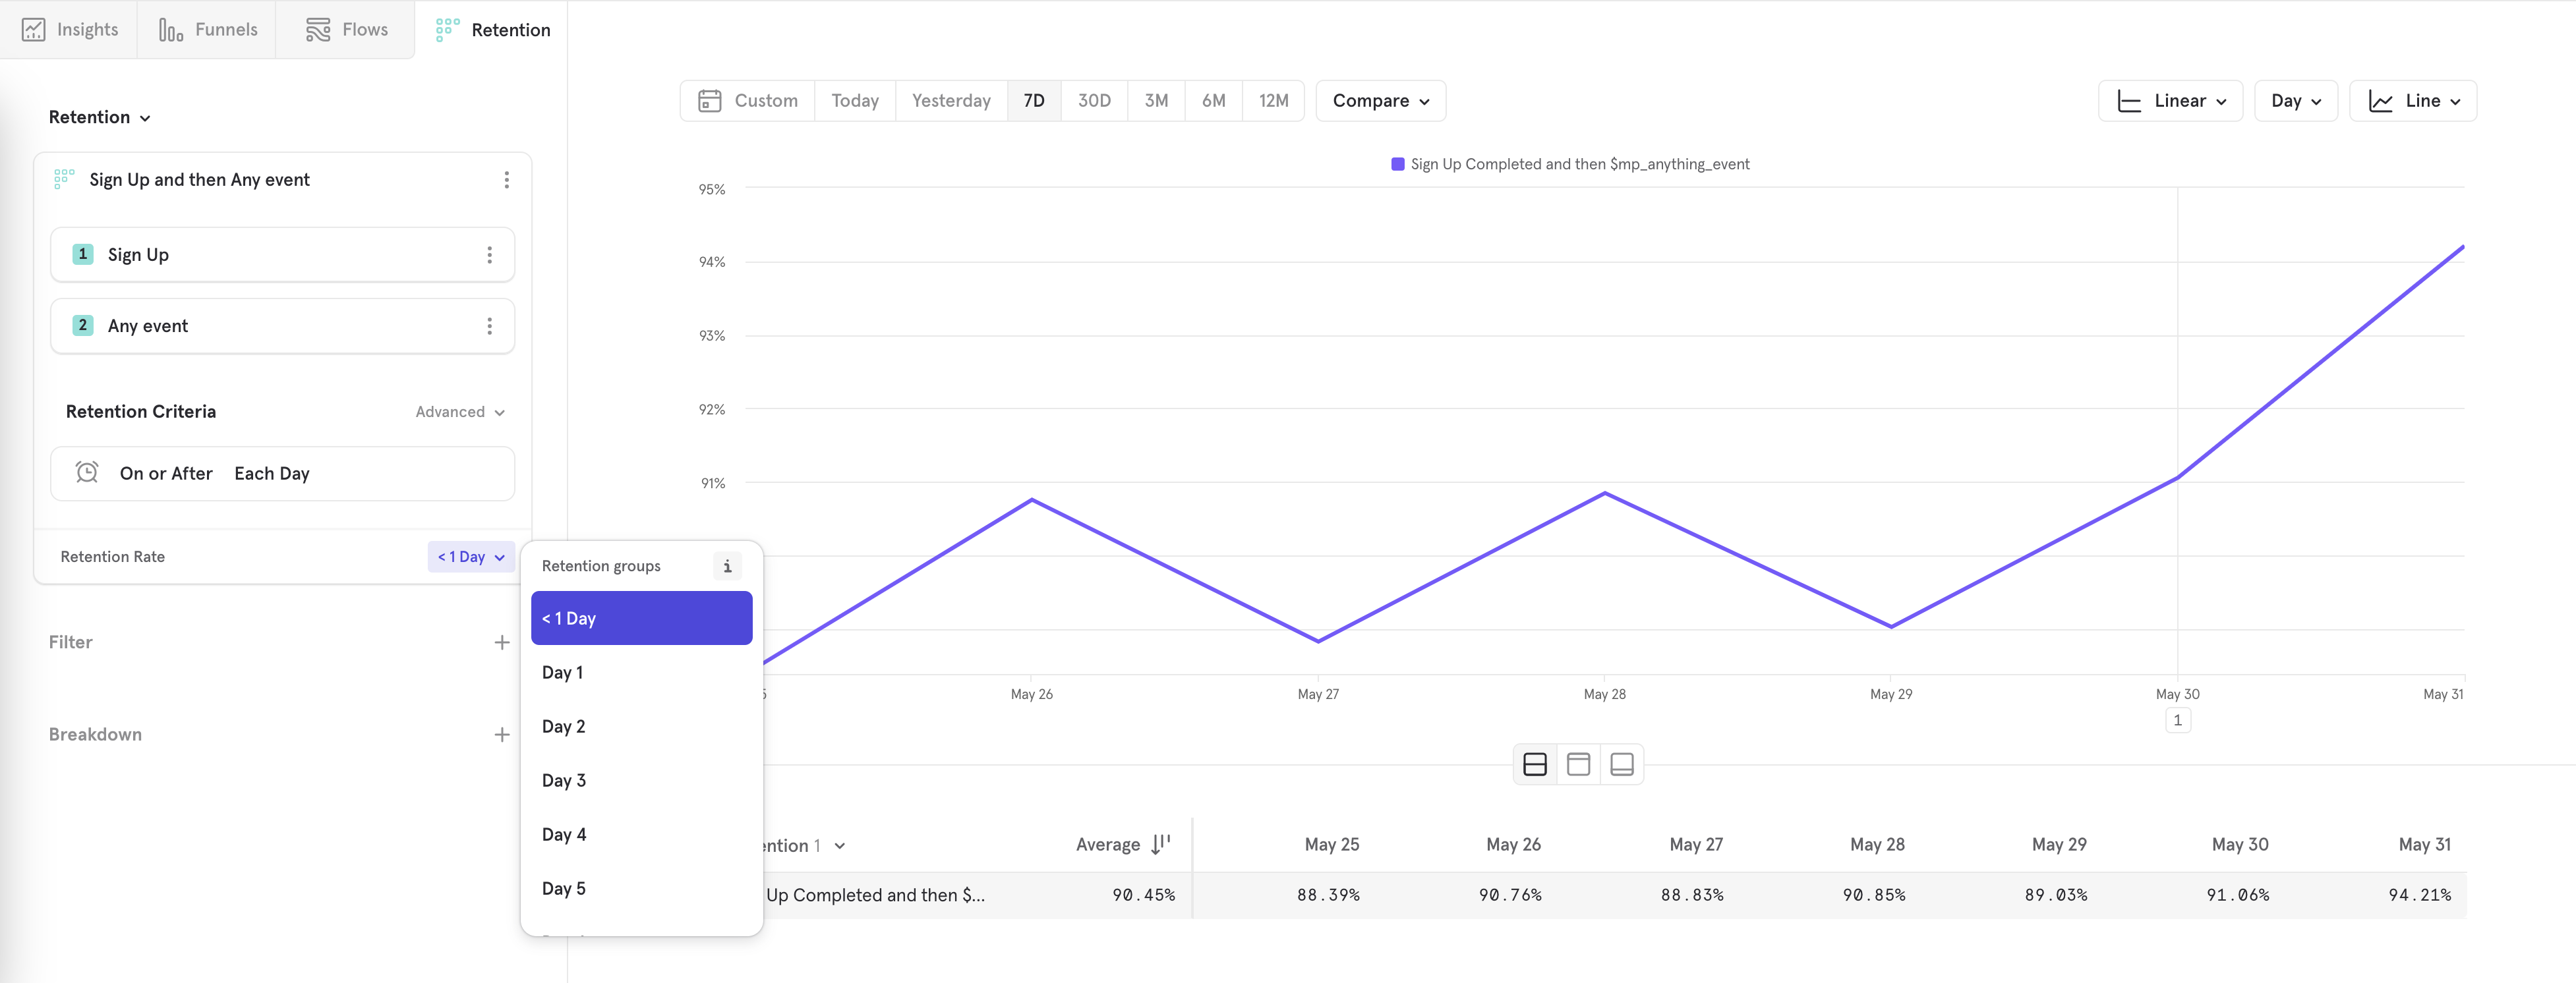 Insights Funnels Flows Retention
Retention
Sign Up and then Any event
1 Sign Up
2 Any event
Retention Criteria Advanced
On or After Each Day
Retention Rate < 1 Day
Filter
Breakdown
Retention groups i
< 1 Day
Day 1
Day 2
Day 3
Day 4
Day 5
Custom Today Yesterday 7D 30D 3M 6M 12M Compare
Linear Day Line
Sign Up Completed and then $mp_anything_event
95%
94%
93%
92%
91%
May 26 May 27 May 28 May 29 May 30 May 31
1
ention 1 Average May 25 May 26 May 27 May 28 May 29 May 30 May 31
Up Completed and then $... 90.45% 88.39% 90.76% 88.83% 90.85% 89.03% 91.06% 94.21%